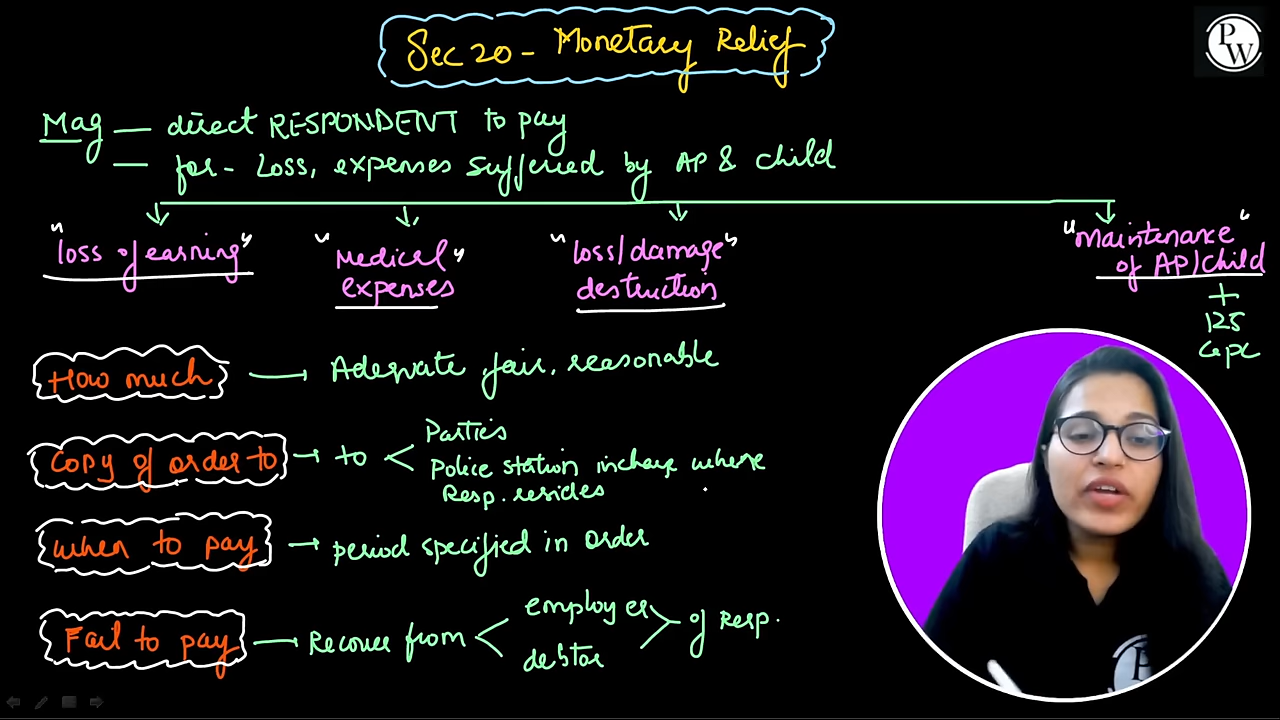 Sec 20 - Monetary Relief
PW
Mag — direct RESPONDENT to pay
— for - Loss, expenses suffered by AP & child
"loss of earning"
"Medical" expenses
"loss/damage" destruction
"maintenance" of AP/child
+
125
CrPC
How much → Adequate, fair, reasonable
Copy of order to → to
Parties
Police station incharge where
Resp. resides
When to pay → period specified in order
Fail to pay → Recover from
employer
debtor
of Resp.
P